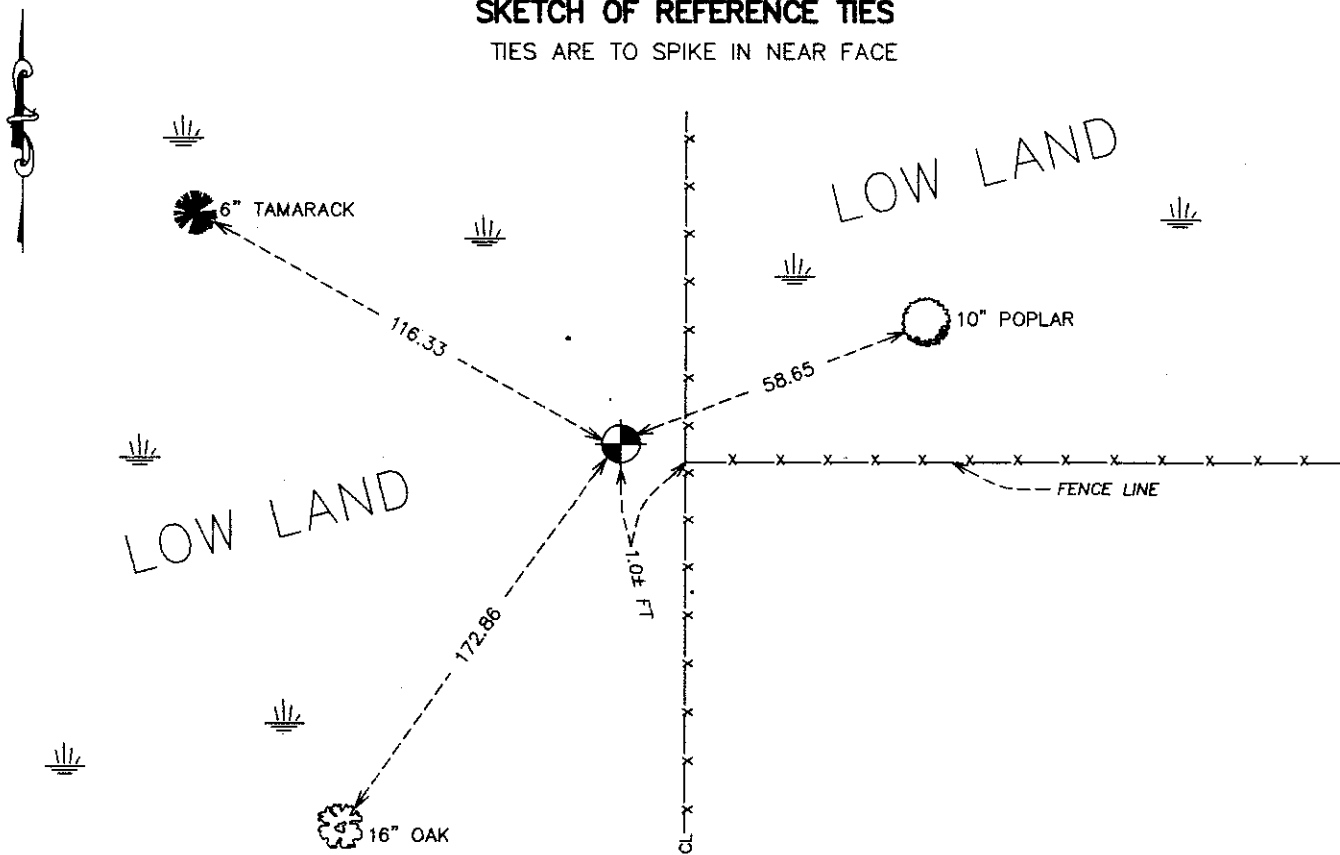 SKETCH OF REFERENCE TIES
TIES ARE TO SPIKE IN NEAR FACE
LOW LAND
6" TAMARACK
116.33
10" POPLAR
58.65
FENCE LINE
LOW LAND
1.0± FT
172.86
16" OAK
CL